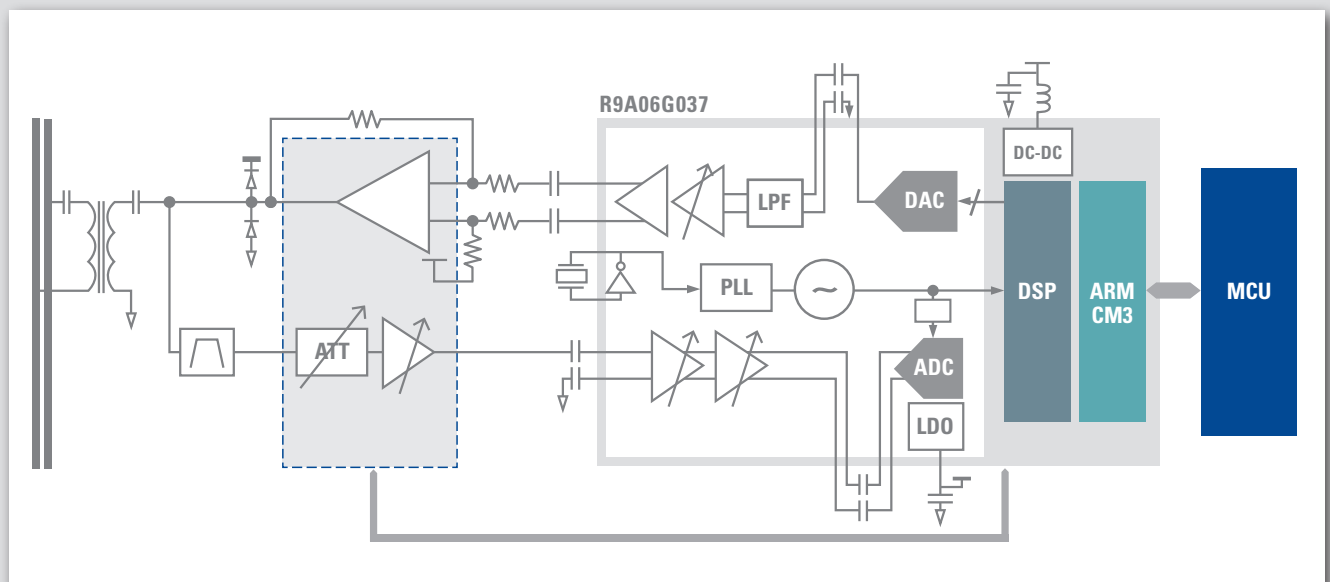 R9A06G037
DC-DC
LPF
DAC
PLL
~
DSP
ARM
CM3
MCU
ATT
ADC
LDO